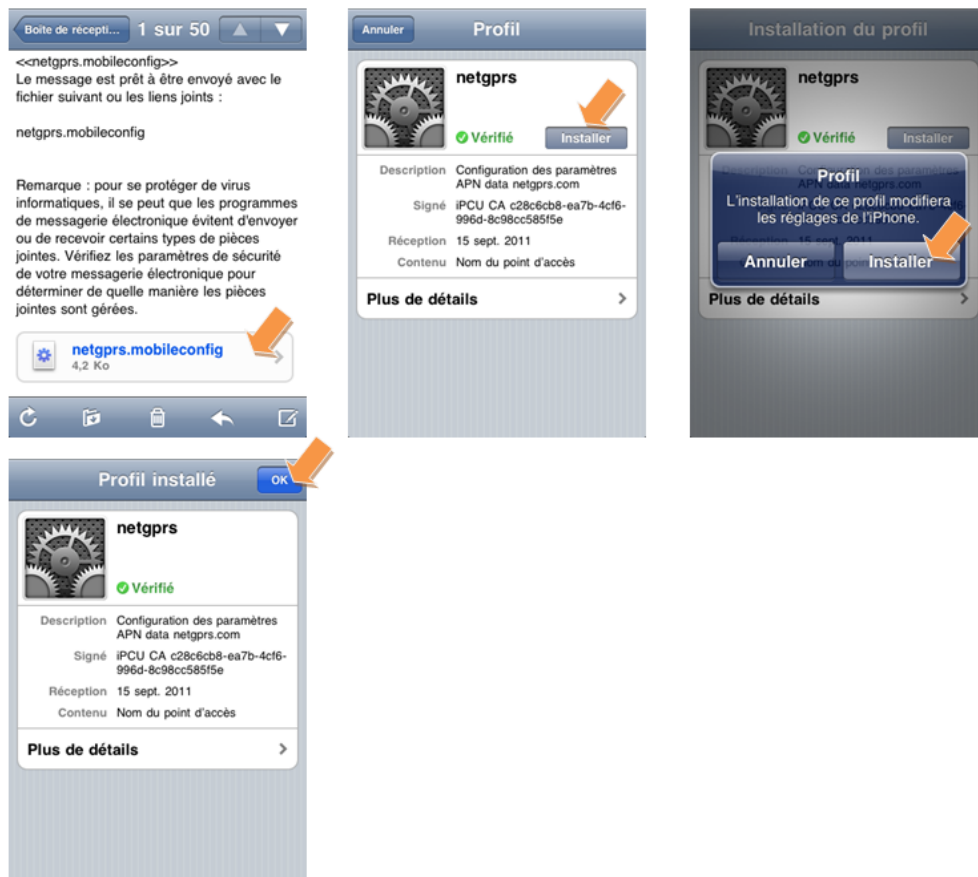 Boîte de récepti... 1 sur 50
<<netgprs.mobileconfig>>
Le message est prêt à être envoyé avec le
fichier suivant ou les liens joints :
netgprs.mobileconfig
Remarque : pour se protéger de virus
informatiques, il se peut que les programmes
de messagerie électronique évitent d'envoyer
ou de recevoir certains types de pièces
jointes. Vérifiez les paramètres de sécurité
de votre messagerie électronique pour
déterminer de quelle manière les pièces
jointes sont gérées.
netgprs.mobileconfig
4,2 Ko
Annuler Profil
netgprs
Vérifié Installer
Description Configuration des paramètres
APN data netgprs.com
Signé iPCU CA c28c6cb8-ea7b-4cf6-
996d-8c98cc585f5e
Réception 15 sept. 2011
Contenu Nom du point d'accès
Plus de détails
Installation du profil
netgprs
Vérifié Installer
Profil
L'installation de ce profil modifiera
les réglages de l'iPhone.
Annuler Installer
Plus de détails
Profil installé OK
netgprs
Vérifié
Description Configuration des paramètres
APN data netgprs.com
Signé iPCU CA c28c6cb8-ea7b-4cf6-
996d-8c98cc585f5e
Réception 15 sept. 2011
Contenu Nom du point d'accès
Plus de détails